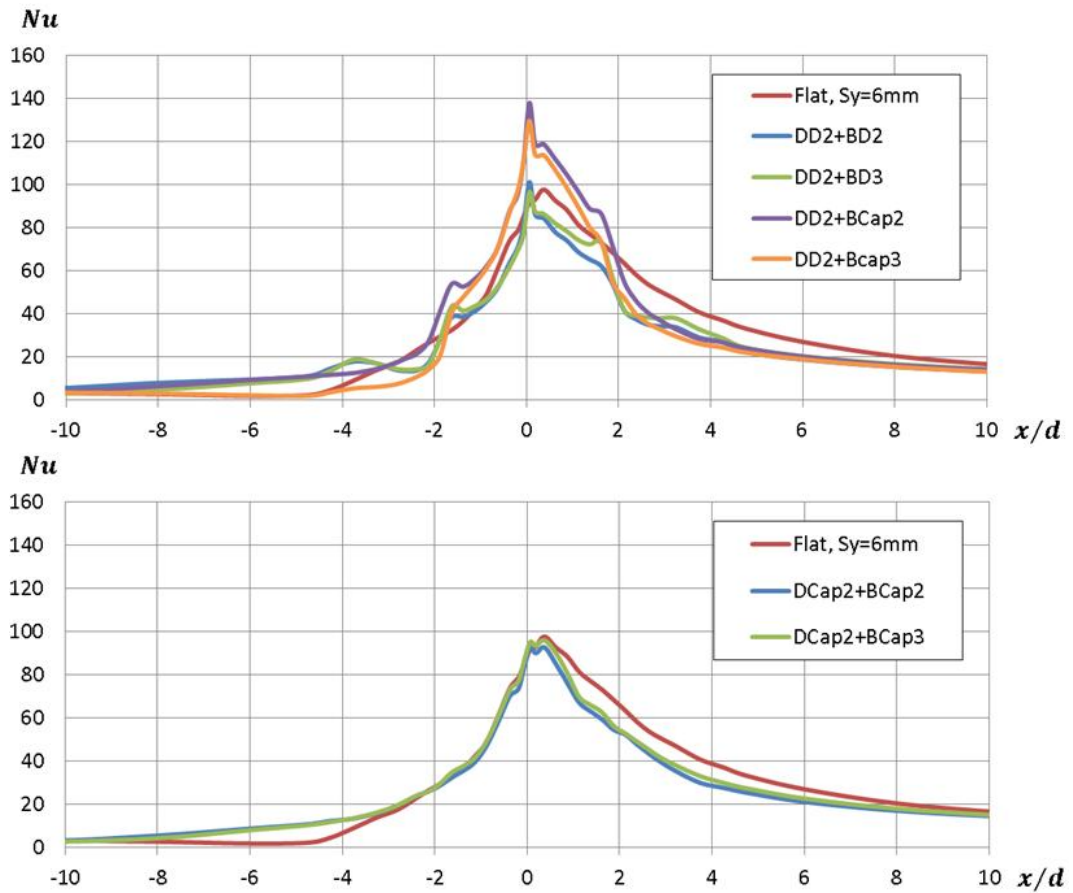 Nu
160
140
120
100
80
60
40
20
0
-10 -8 -6 -4 -2 0 2 4 6 8 10 x/d
Flat, Sy=6mm
DD2+BD2
DD2+BD3
DD2+BCap2
DD2+Bcap3
Nu
160
140
120
100
80
60
40
20
0
-10 -8 -6 -4 -2 0 2 4 6 8 10 x/d
Flat, Sy=6mm
DCap2+BCap2
DCap2+BCap3